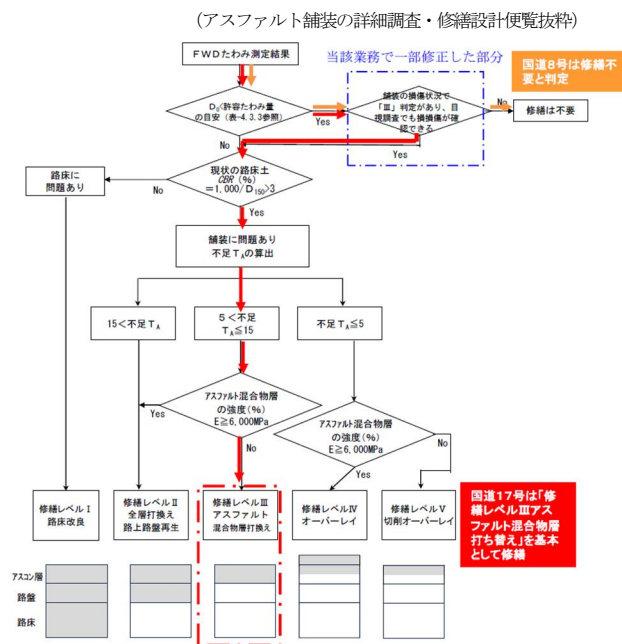 (アスファルト舗装の詳細調査・修繕設計便覧抜粋)
FWDたわみ測定結果
当該業務で一部修正した部分
国道8号は修繕不
要と判定
D₀<許容たわみ量
の目安(表-4.3.3参照)
Yes
舗装の損傷状況で
「Ⅲ」判定があり、目
視調査でも損損傷が確
認できる
No
修繕は不要
No
Yes
路床に
問題あり
No
現状の路床土
CBR(%)
=1,000/D₁₅₀>3
Yes
舗装に問題あり
不足TAの算出
15<不足TA
5<不足
TA≦15
不足TA≦5
アスファルト混合物層
の強度(%)
E≧6,000MPa
Yes
No
アスファルト混合物層
の強度(%)
E≧6,000MPa
No
Yes
修繕レベルⅠ
路床改良
修繕レベルⅡ
全層打換え
路上路盤再生
修繕レベルⅢ
アスファルト
混合物層打換え
修繕レベルⅣ
オーバーレイ
修繕レベルⅤ
切削オーバーレイ
国道17号は「修
繕レベルⅢアス
ファルト混合物層
打ち替え」を基本
として修繕
アスコン層
路盤
路床